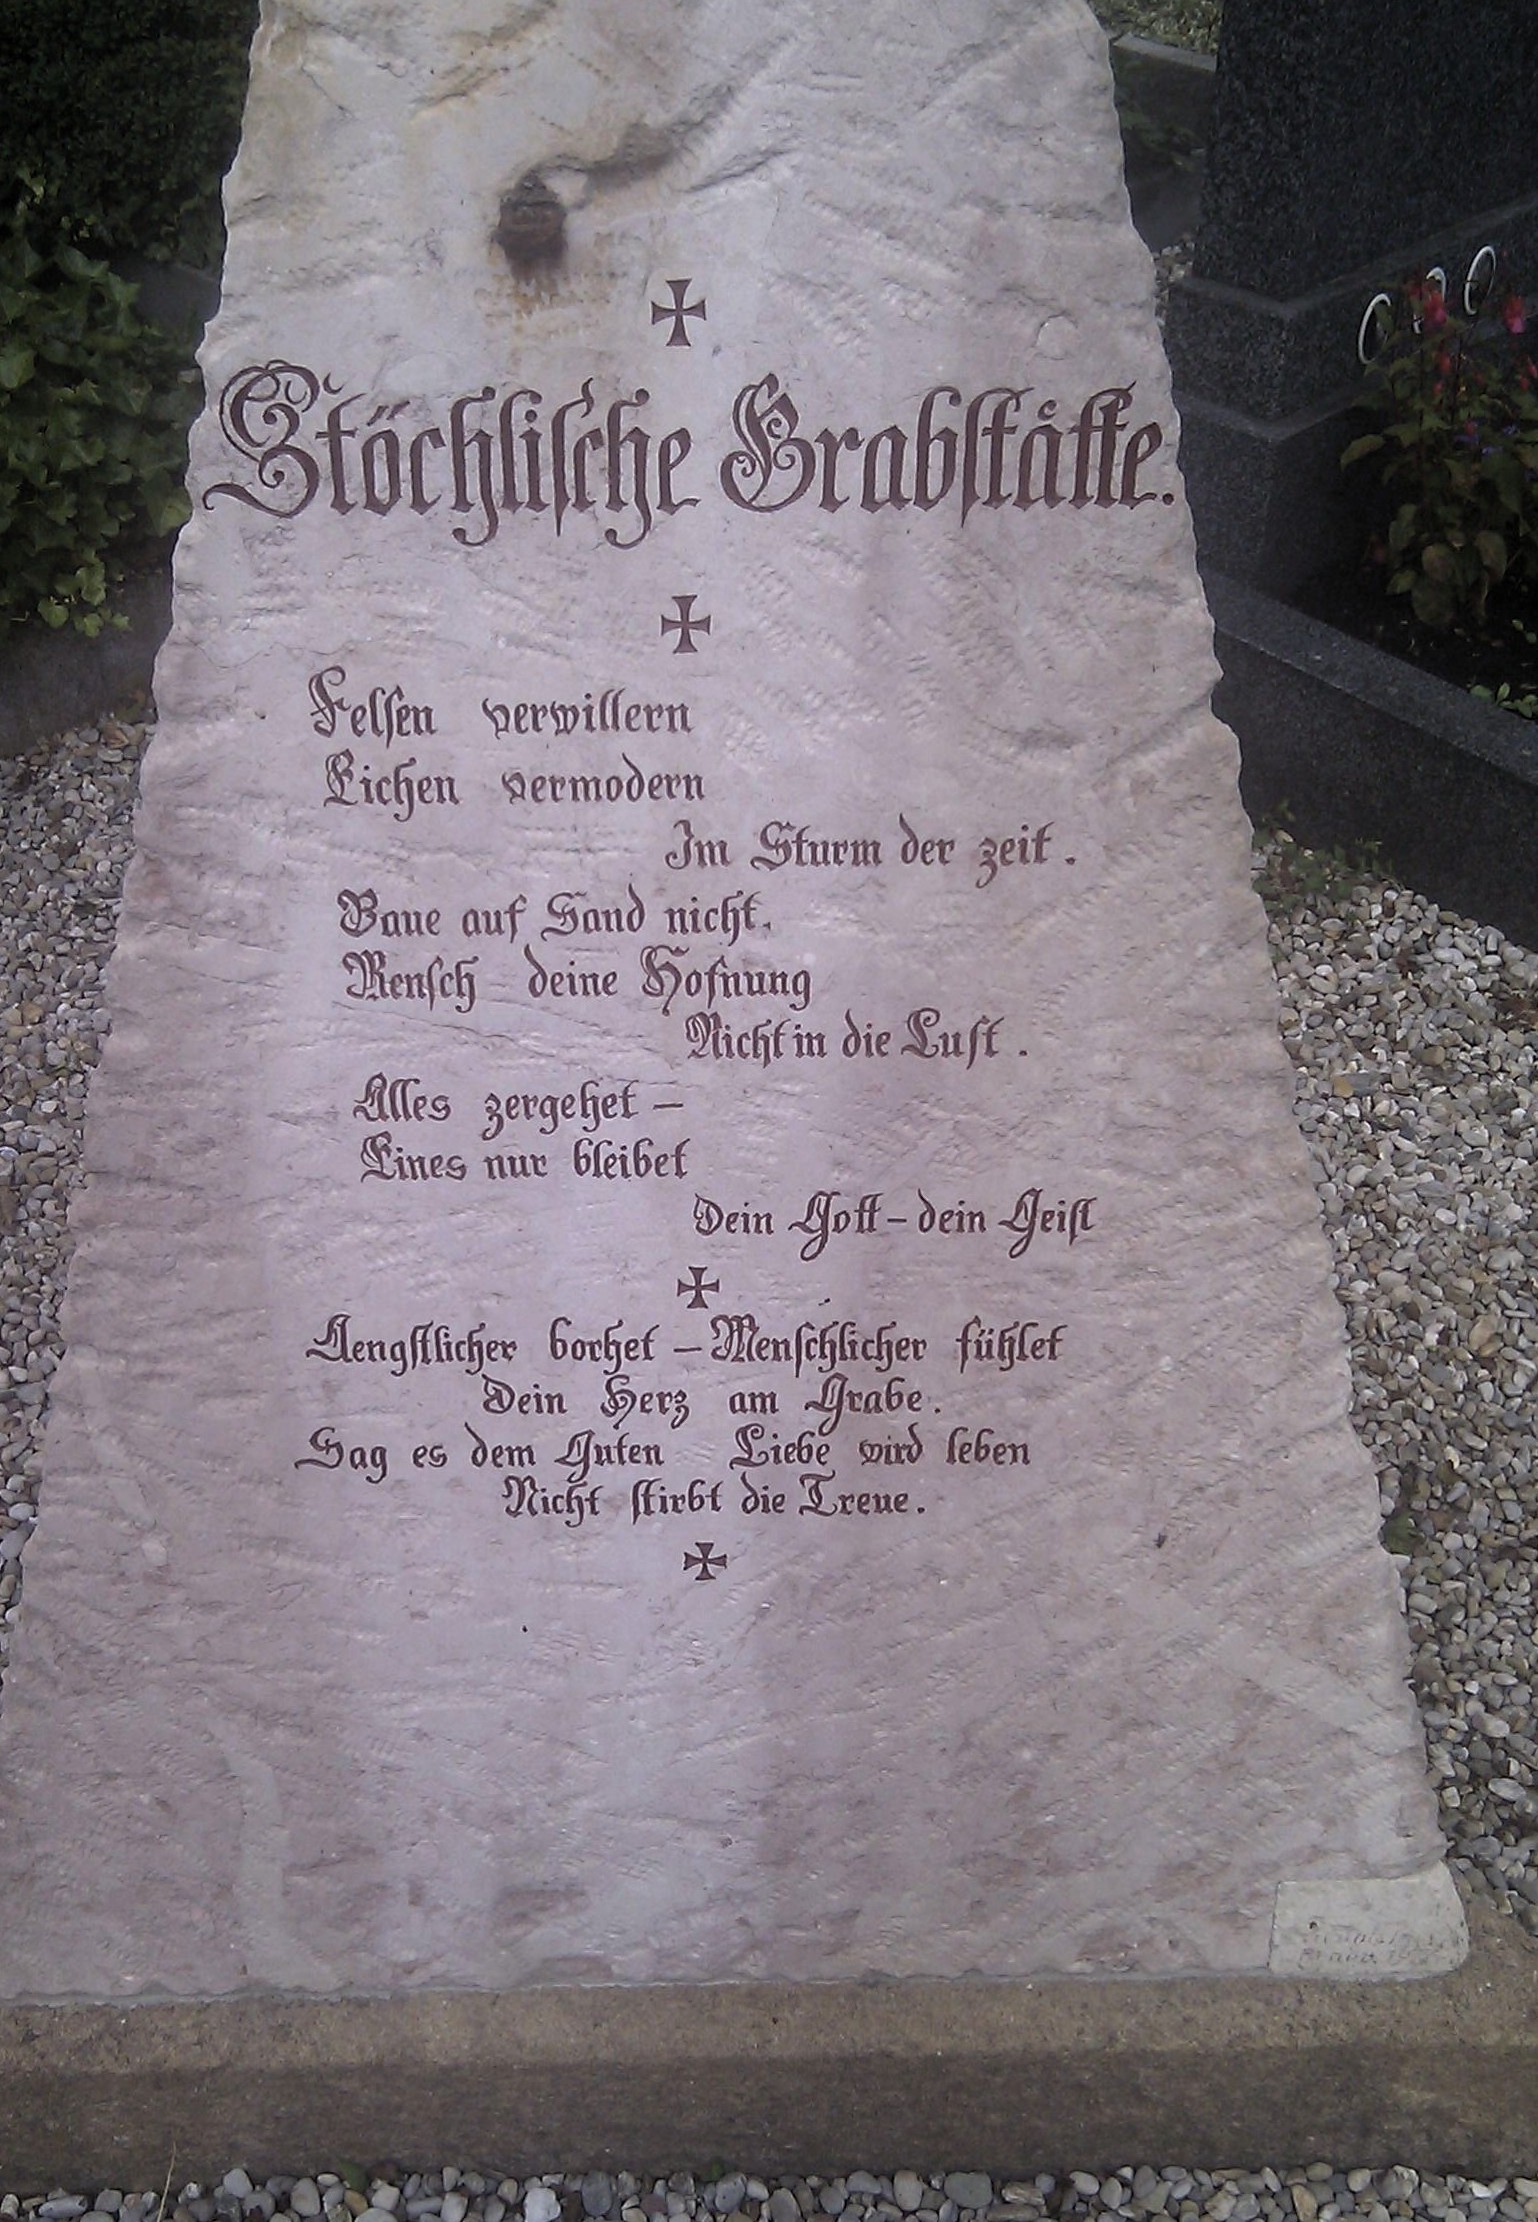 Stöchlische Grabstätte.
Felsen verwittern
Eichen vermodern
Im Sturm der zeit.
Baue auf Sand nicht,
Mensch deine Hofnung
Nicht in die Luft.
Alles zergehet –
Eines nur bleibet
Dein Gott – dein Geist
Aengstlicher horchet – Menschlicher fühlet
Dein Herz am Grabe.
Sag es dem Guten Liebe wird leben
Nicht stirbt die Treue.